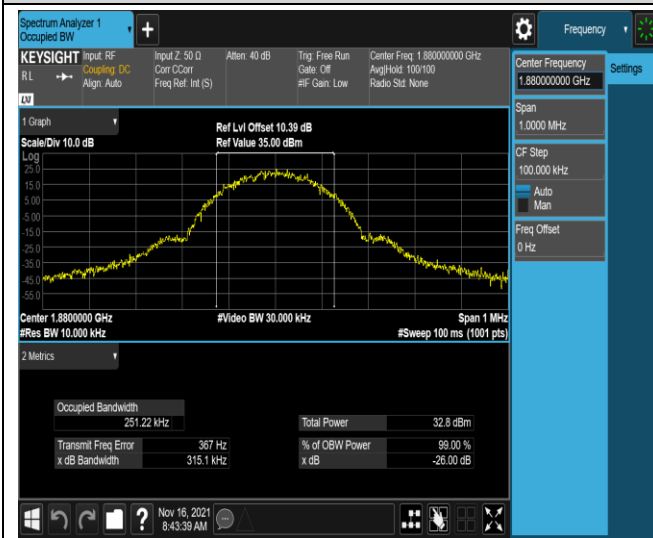 Spectrum Analyzer 1
Occupied BW
+
Frequency
KEYSIGHT
RL
LXI
Input: RF
Coupling: DC
Align: Auto
Input Z: 50 Ω
Corr CCorr
Freq Ref: Int (S)
Atten: 40 dB
Trig: Free Run
Gate: Off
#IF Gain: Low
Center Freq: 1.880000000 GHz
Avg|Hold: 100/100
Radio Std: None
Center Frequency
1.880000000 GHz
Settings
Span
1.0000 MHz
CF Step
100.000 kHz
Auto
Man
Freq Offset
0 Hz
1 Graph
Scale/Div 10.0 dB
Ref Lvl Offset 10.39 dB
Ref Value 35.00 dBm
Log
25.0
15.0
5.00
-5.00
-15.0
-25.0
-35.0
-45.0
-55.0
Center 1.8800000 GHz
#Res BW 10.000 kHz
#Video BW 30.000 kHz
Span 1 MHz
#Sweep 100 ms (1001 pts)
2 Metrics
Occupied Bandwidth
251.22 kHz
Total Power 32.8 dBm
Transmit Freq Error 367 Hz
% of OBW Power 99.00 %
x dB Bandwidth 315.1 kHz
x dB -26.00 dB
?
Nov 16, 2021
8:43:39 AM